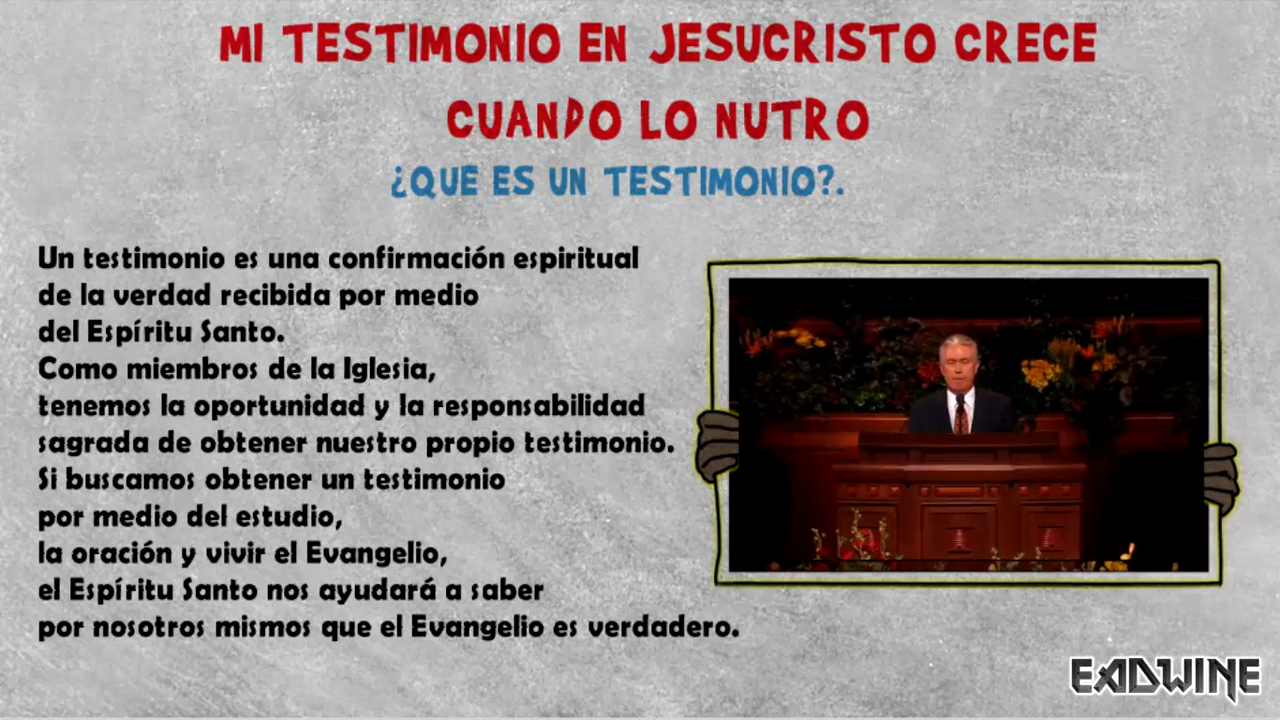 MI TESTIMONIO EN JESUCRISTO CRECE
CUANDO LO NUTRO
¿QUE ES UN TESTIMONIO?.
Un testimonio es una confirmación espiritual
de la verdad recibida por medio
del Espíritu Santo.
Como miembros de la Iglesia,
tenemos la oportunidad y la responsabilidad
sagrada de obtener nuestro propio testimonio.
Si buscamos obtener un testimonio
por medio del estudio,
la oración y vivir el Evangelio,
el Espíritu Santo nos ayudará a saber
por nosotros mismos que el Evangelio es verdadero.
EADWINE